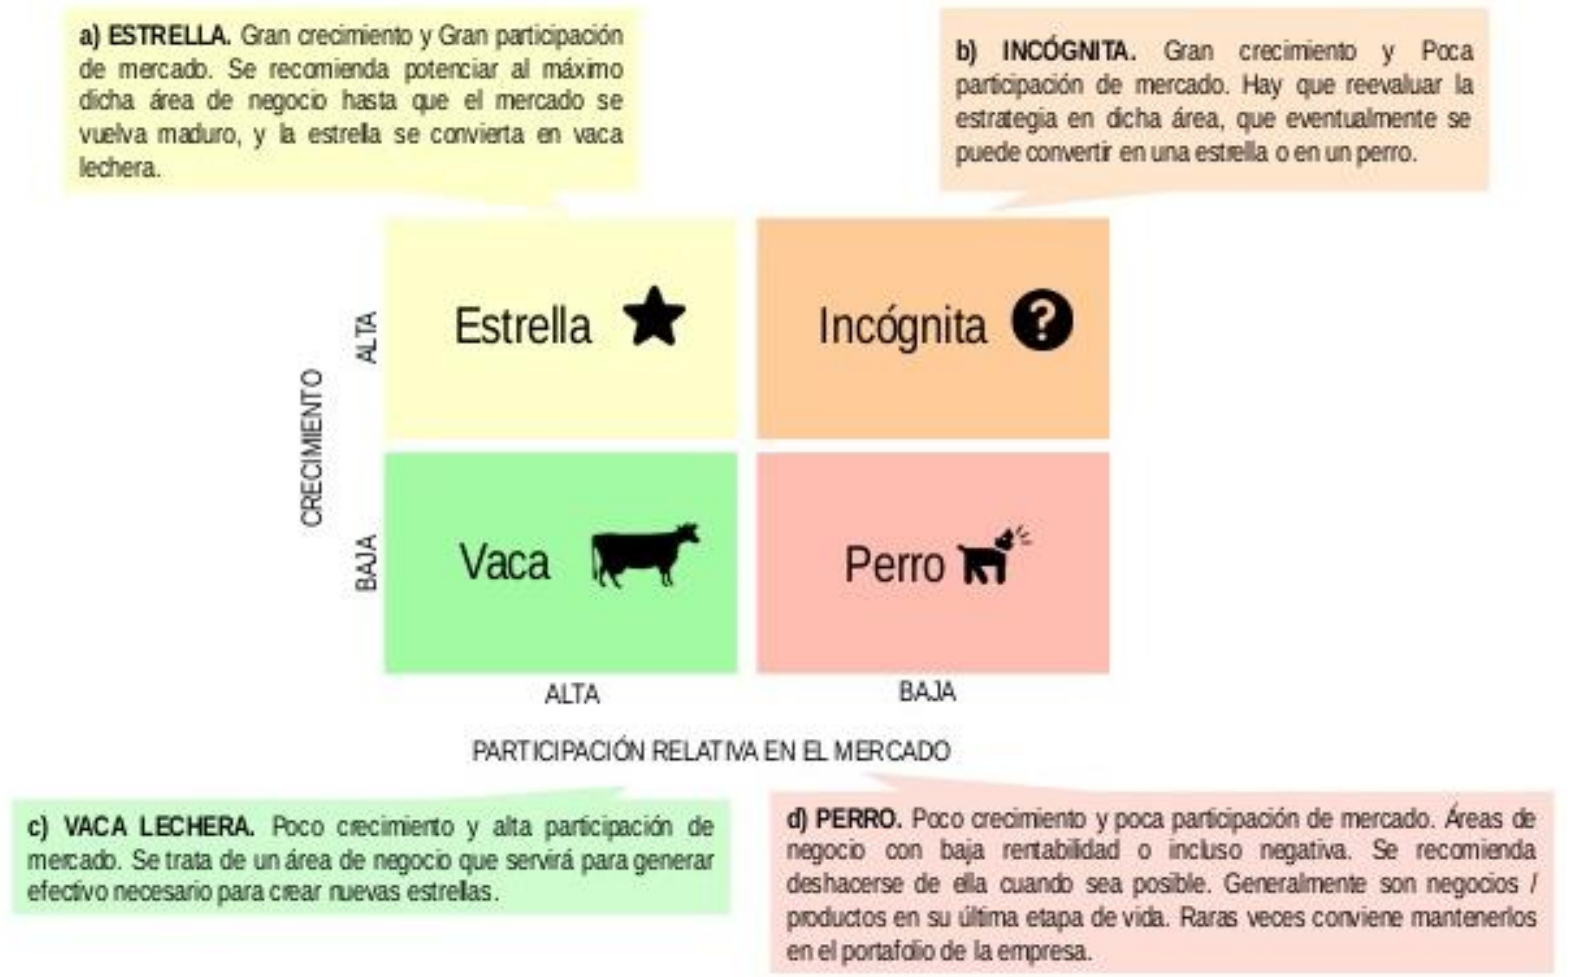 a) ESTRELLA. Gran crecimiento y Gran participación
de mercado. Se recomienda potenciar al máximo
dicha área de negocio hasta que el mercado se
vuelva maduro, y la estrella se convierta en vaca
lechera.
b) INCÓGNITA. Gran crecimiento y Poca
participación de mercado. Hay que reevaluar la
estrategia en dicha área, que eventualmente se
puede convertir en una estrella o en un perro.
CRECIMIENTO
ALTA
Estrella
Incógnita
?
BAJA
Vaca
Perro
ALTA
BAJA
PARTICIPACIÓN RELATIVA EN EL MERCADO
c) VACA LECHERA. Poco crecimiento y alta participación de
mercado. Se trata de un área de negocio que servirá para generar
efectivo necesario para crear nuevas estrellas.
d) PERRO. Poco crecimiento y poca participación de mercado. Áreas de
negocio con baja rentabilidad o incluso negativa. Se recomienda
deshacerse de ella cuando sea posible. Generalmente son negocios /
productos en su última etapa de vida. Raras veces conviene mantenerlos
en el portafolio de la empresa.